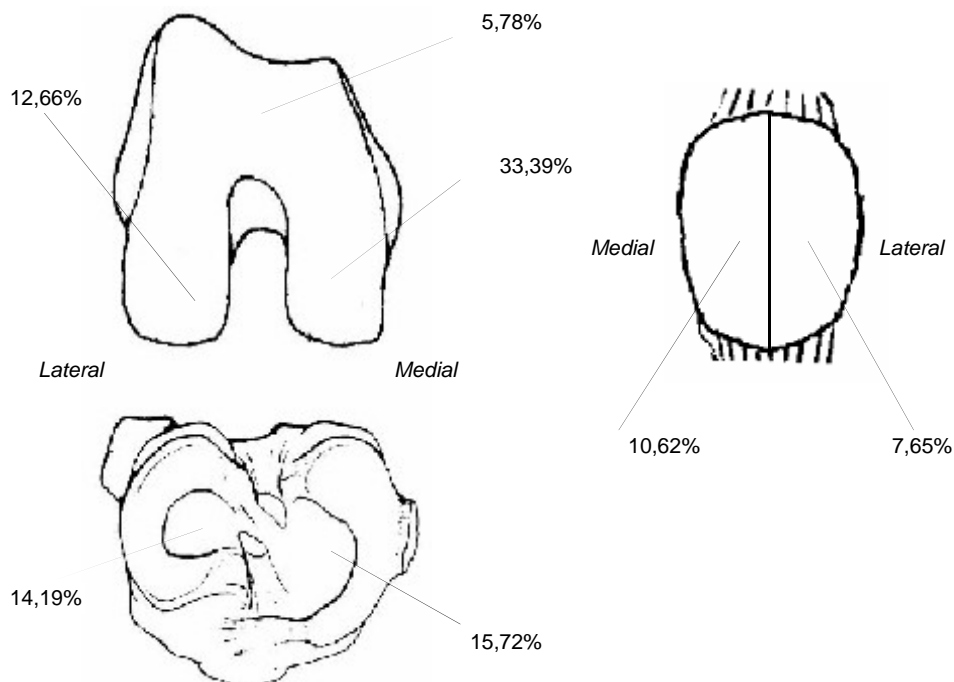 5,78%
12,66%
33,39%
Medial
Lateral
Lateral
Medial
10,62%
7,65%
14,19%
15,72%